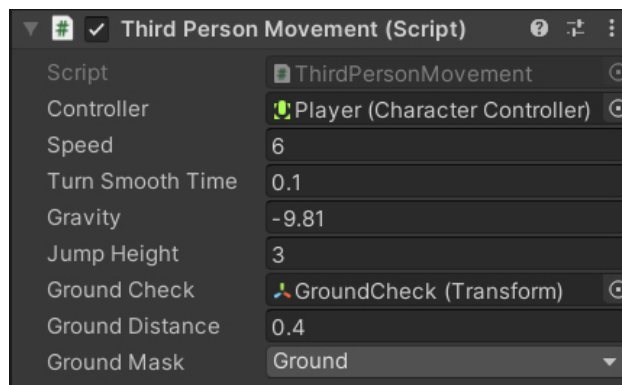 Third Person Movement (Script)
Script ThirdPersonMovement
Controller Player (Character Controller)
Speed 6
Turn Smooth Time 0.1
Gravity -9.81
Jump Height 3
Ground Check GroundCheck (Transform)
Ground Distance 0.4
Ground Mask Ground